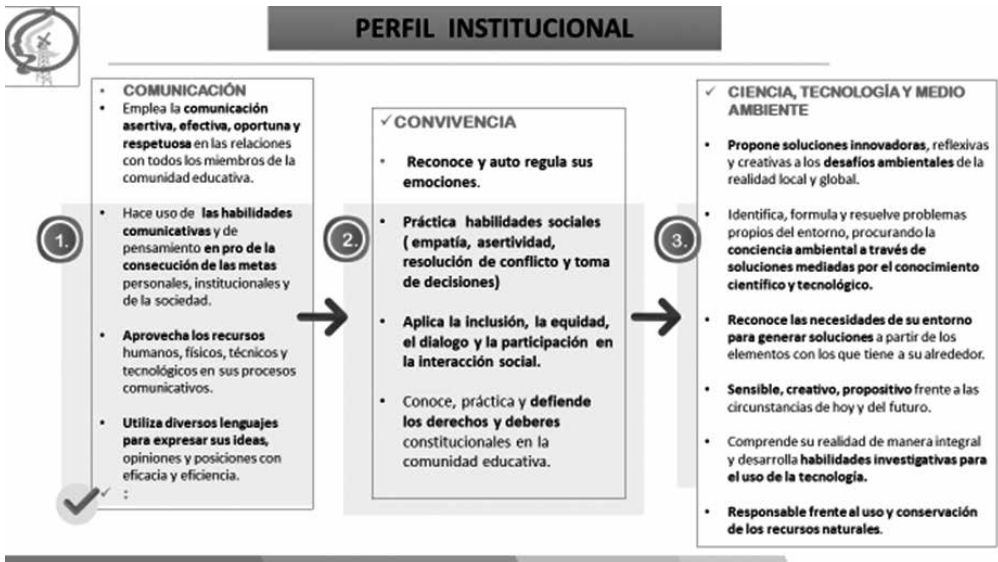 PERFIL INSTITUCIONAL
• COMUNICACIÓN
• Emplea la comunicación
asertiva, efectiva, oportuna y
respetuosa en las relaciones
con todos los miembros de la
comunidad educativa.
• Hace uso de las habilidades
comunicativas y de
pensamiento en pro de la
consecución de las metas
personales, institucionales y
de la sociedad.
• Aprovecha los recursos
humanos, físicos, técnicos y
tecnológicos en sus procesos
comunicativos.
• Utiliza diversos lenguajes
para expresar sus ideas,
opiniones y posiciones con
eficacia y eficiencia.
✓ :
1.
✓ CONVIVENCIA
• Reconoce y auto regula sus
emociones.
• Práctica habilidades sociales
( empatía, asertividad,
resolución de conflicto y toma
de decisiones)
• Aplica la inclusión, la equidad,
el dialogo y la participación en
la interacción social.
• Conoce, práctica y defiende
los derechos y deberes
constitucionales en la
comunidad educativa.
2.
✓ CIENCIA, TECNOLOGÍA Y MEDIO
AMBIENTE
• Propone soluciones innovadoras, reflexivas
y creativas a los desafíos ambientales de la
realidad local y global.
• Identifica, formula y resuelve problemas
propios del entorno, procurando la
conciencia ambiental a través de
soluciones mediadas por el conocimiento
científico y tecnológico.
• Reconoce las necesidades de su entorno
para generar soluciones a partir de los
elementos con los que tiene a su alrededor.
• Sensible, creativo, propositivo frente a las
circunstancias de hoy y del futuro.
• Comprende su realidad de manera integral
y desarrolla habilidades investigativas para
el uso de la tecnología.
• Responsable frente al uso y conservación
de los recursos naturales.
3.